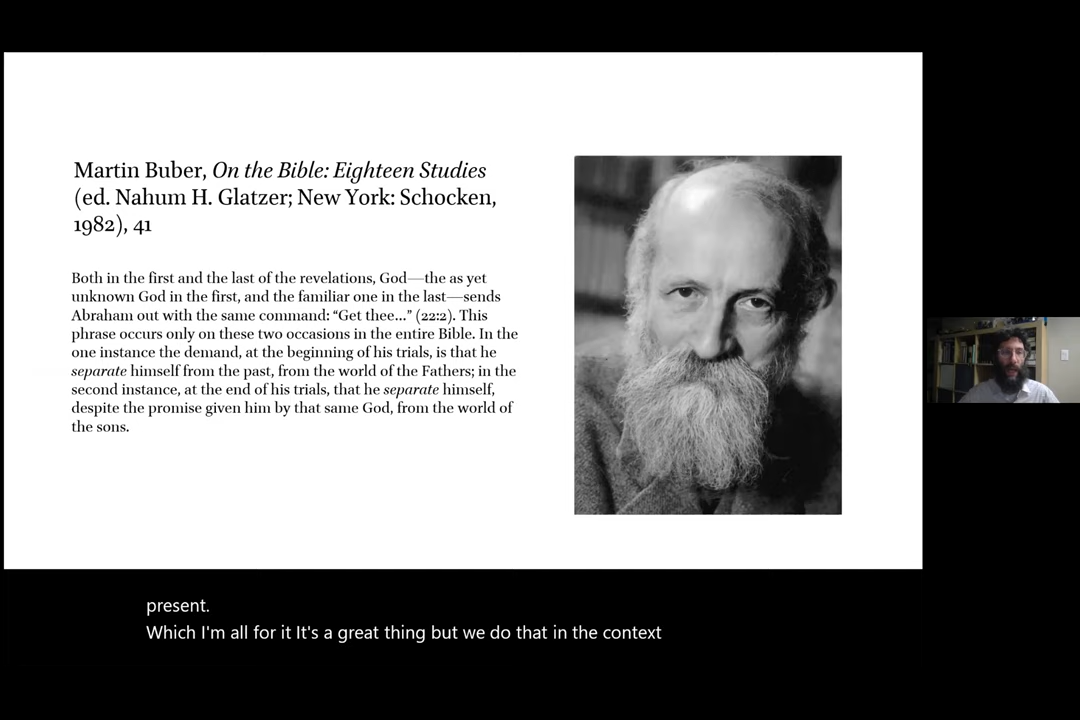 Martin Buber, On the Bible: Eighteen Studies
(ed. Nahum H. Glatzer; New York: Schocken,
1982), 41
Both in the first and the last of the revelations, God—the as yet
unknown God in the first, and the familiar one in the last—sends
Abraham out with the same command: “Get thee...” (22:2). This
phrase occurs only on these two occasions in the entire Bible. In the
one instance the demand, at the beginning of his trials, is that he
separate himself from the past, from the world of the Fathers; in the
second instance, at the end of his trials, that he separate himself,
despite the promise given him by that same God, from the world of
the sons.
present.
Which I'm all for it It's a great thing but we do that in the context